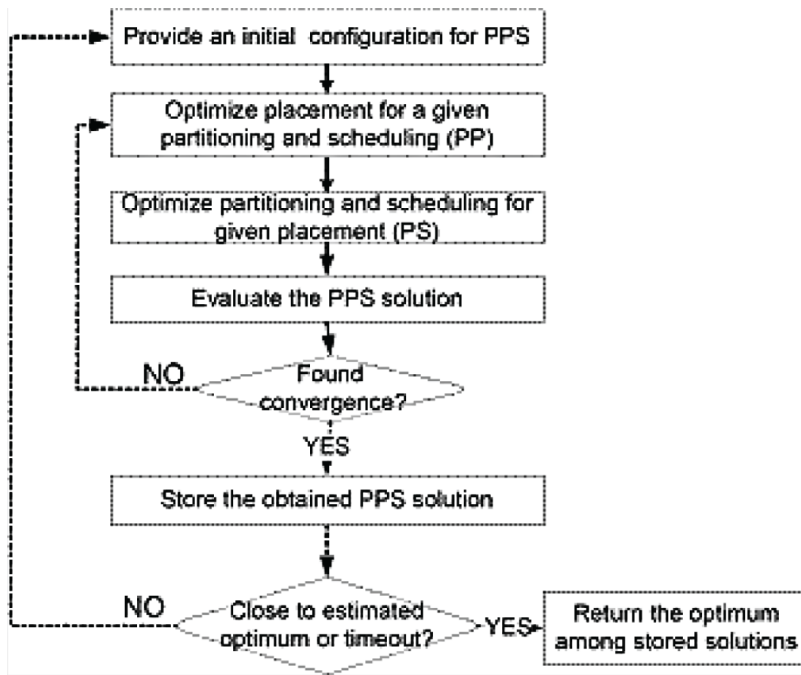 Provide an initial configuration for PPS
Optimize placement for a given
partitioning and scheduling (PP)
Optimize partitioning and scheduling for
given placement (PS)
Evaluate the PPS solution
NO
Found
convergence?
YES
Store the obtained PPS solution
NO
Close to estimated
optimum or timeout?
YES
Return the optimum
among stored solutions